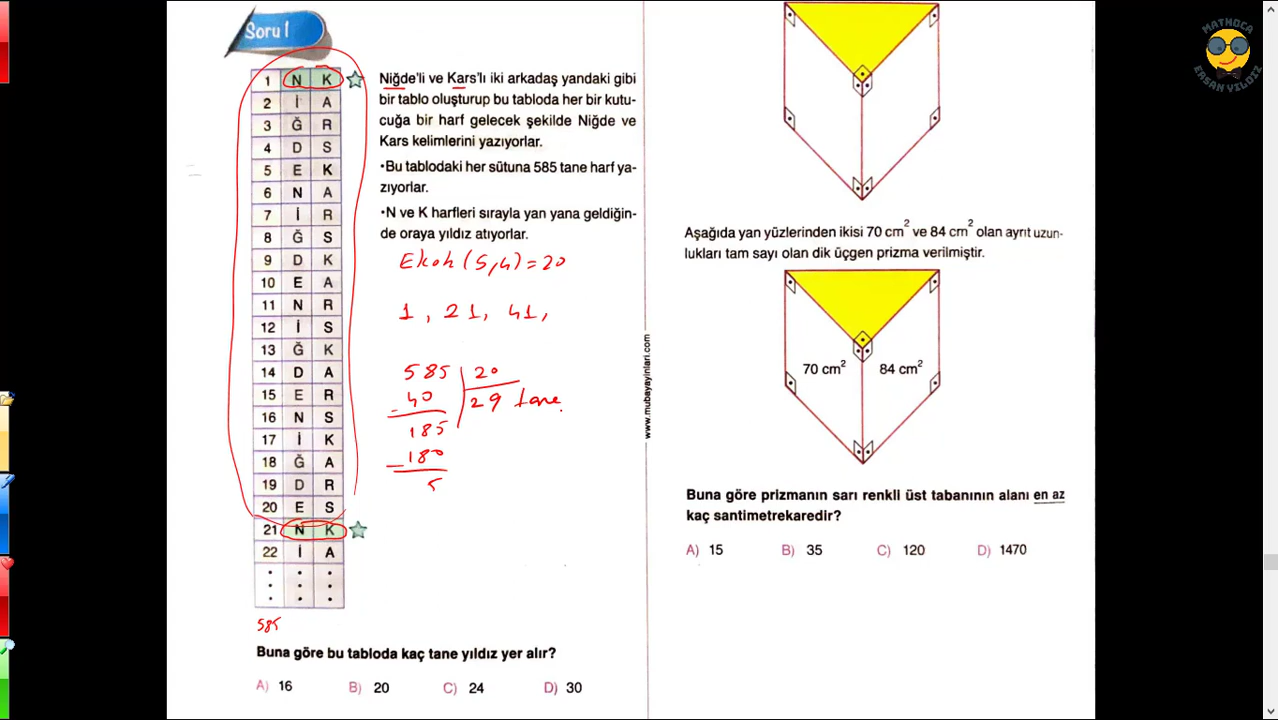 Soru 1
1 N K
2 İ A
3 Ğ R
4 D S
5 E K
6 N A
7 İ R
8 Ğ S
9 D K
10 E A
11 N R
12 İ S
13 Ğ K
14 D A
15 E R
16 N S
17 İ K
18 Ğ A
19 D R
20 E S
21 N K
22 İ A
585
Niğde'li ve Kars'lı iki arkadaş yandaki gibi
bir tablo oluşturup bu tabloda her bir kutu-
cuğa bir harf gelecek şekilde Niğde ve
Kars kelimlerini yazıyorlar.
•Bu tablodaki her sütuna 585 tane harf ya-
zıyorlar.
•N ve K harfleri sırayla yan yana geldiğin-
de oraya yıldız atıyorlar.
Ekok (5,4) = 20
1, 21, 41,
585 20
- 40 29 tane.
185
- 180
5
Buna göre bu tabloda kaç tane yıldız yer alır?
A) 16 B) 20 C) 24 D) 30
www.mubayayinlari.com
Aşağıda yan yüzlerinden ikisi 70 cm² ve 84 cm² olan ayrıt uzun-
lukları tam sayı olan dik üçgen prizma verilmiştir.
70 cm² 84 cm²
Buna göre prizmanın sarı renkli üst tabanının alanı en az
kaç santimetrekaredir?
A) 15 B) 35 C) 120 D) 1470
MATHOCA
ERSAN YILDIZ